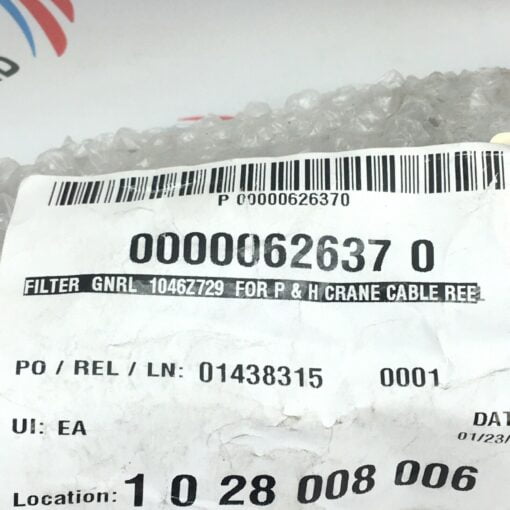 P 00000626370
0000062637 0
FILTER GNRL 1046Z729 FOR P & H CRANE CABLE REEL
PO / REL / LN: 01438315 0001
UI: EA
DAT
01/23/
Location: 1 0 28 008 006